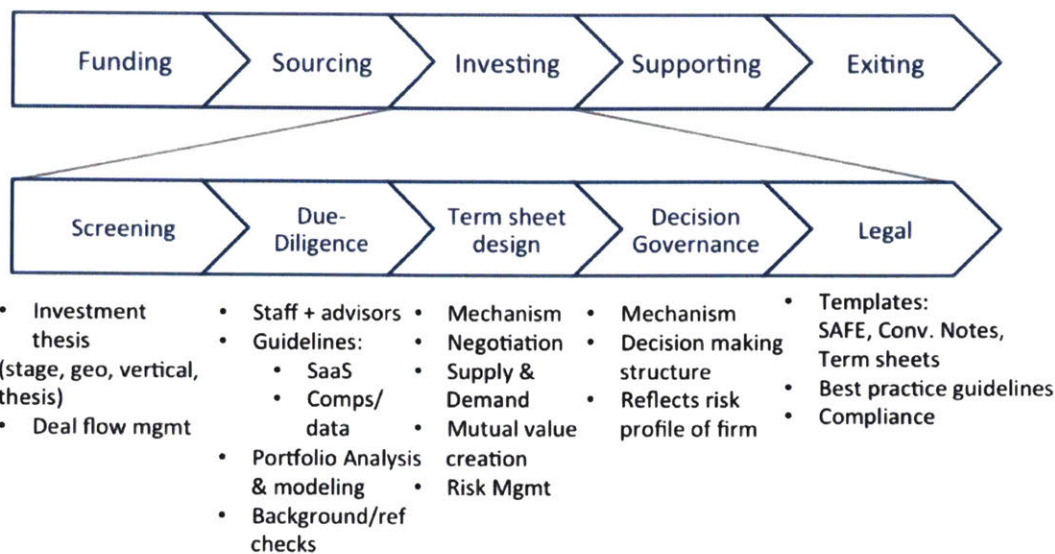 Funding
Sourcing
Investing
Supporting
Exiting
Screening
Due-
Diligence
Term sheet
design
Decision
Governance
Legal
• Investment
thesis
(stage, geo, vertical,
thesis)
• Deal flow mgmt
• Staff + advisors
• Guidelines:
• SaaS
• Comps/
data
• Portfolio Analysis
& modeling
• Background/ref
checks
• Mechanism
• Negotiation
• Supply &
Demand
• Mutual value
creation
• Risk Mgmt
• Mechanism
• Decision making
structure
• Reflects risk
profile of firm
• Templates:
SAFE, Conv. Notes,
Term sheets
• Best practice guidelines
• Compliance